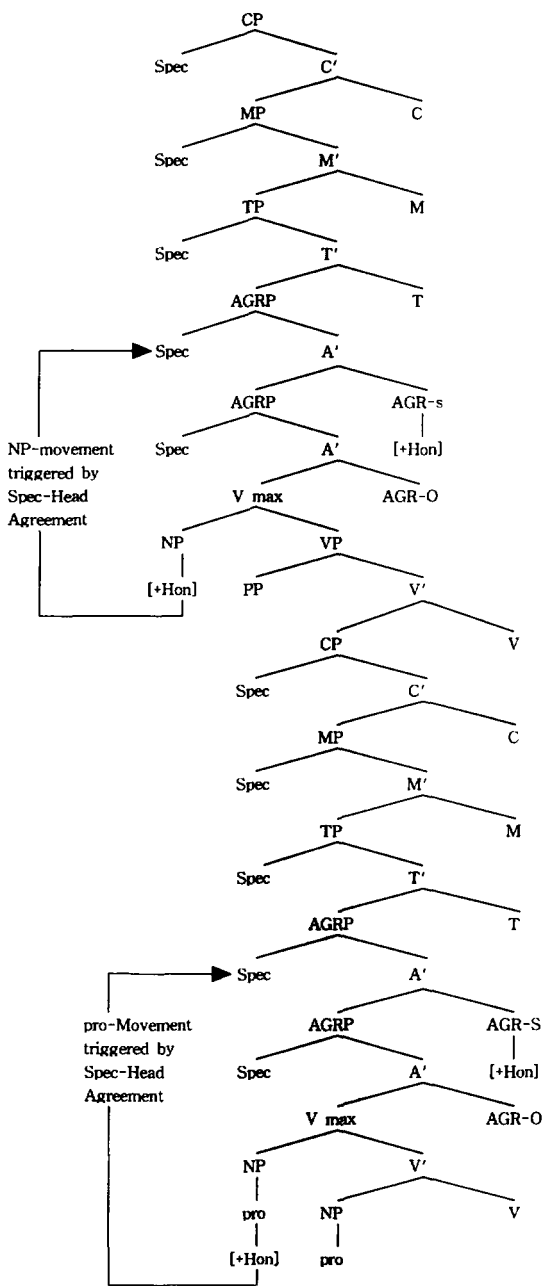 CP
Spec C'
MP C
Spec M'
TP M
Spec T'
AGRP T
Spec A'
AGRP AGR-s
NP-movement
triggered by
Spec-Head
Agreement
Spec A' [+Hon]
V max AGR-O
NP VP
[+Hon] PP V'
CP V
Spec C'
MP C
Spec M'
TP M
Spec T'
AGRP T
Spec A'
pro-Movement
triggered by
Spec-Head
Agreement
AGRP AGR-S
Spec A' [+Hon]
V max AGR-O
NP V'
pro NP V
[+Hon] pro